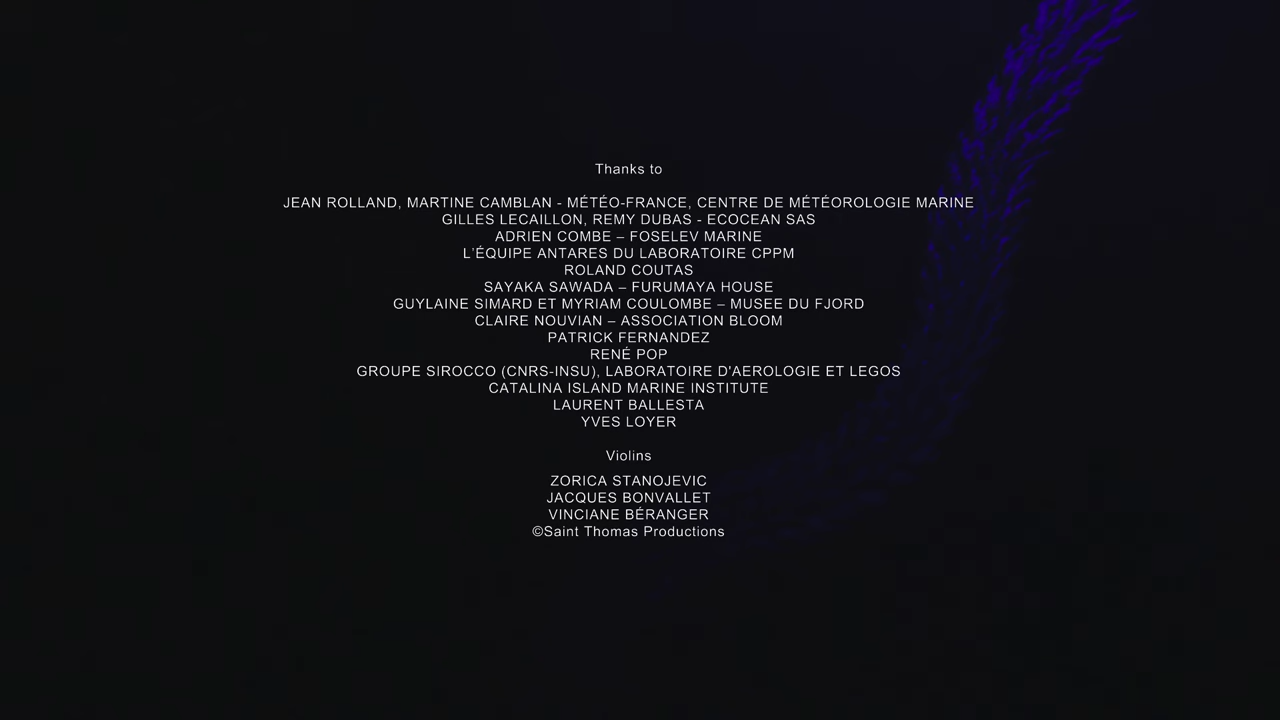 Thanks to
JEAN ROLLAND, MARTINE CAMBLAN - MÉTÉO-FRANCE, CENTRE DE MÉTÉOROLOGIE MARINE
GILLES LECAILLON, REMY DUBAS - ECOCEAN SAS
ADRIEN COMBE – FOSELEV MARINE
L'ÉQUIPE ANTARES DU LABORATOIRE CPPM
ROLAND COUTAS
SAYAKA SAWADA – FURUMAYA HOUSE
GUYLAINE SIMARD ET MYRIAM COULOMBE – MUSEE DU FJORD
CLAIRE NOUVIAN – ASSOCIATION BLOOM
PATRICK FERNANDEZ
RENÉ POP
GROUPE SIROCCO (CNRS-INSU), LABORATOIRE D'AEROLOGIE ET LEGOS
CATALINA ISLAND MARINE INSTITUTE
LAURENT BALLESTA
YVES LOYER
Violins
ZORICA STANOJEVIC
JACQUES BONVALLET
VINCIANE BÉRANGER
©Saint Thomas Productions